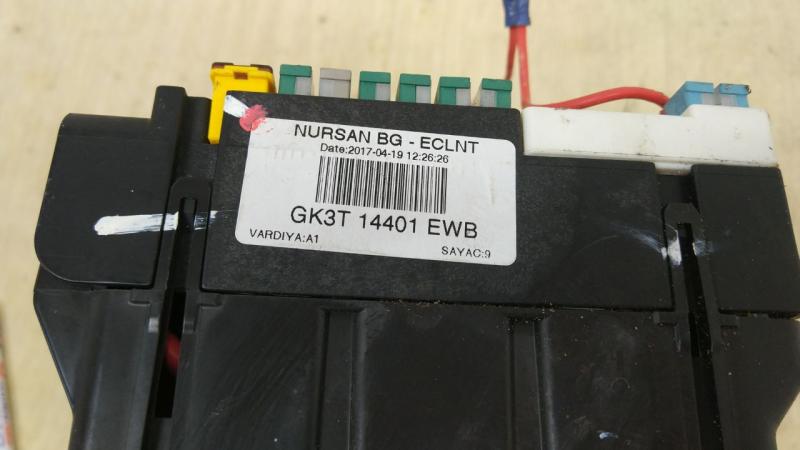 NURSAN BG - ECLNT
Date:2017-04-19 12:26:26
GK3T 14401 EWB
VARDIYA:A1
SAYAC:9